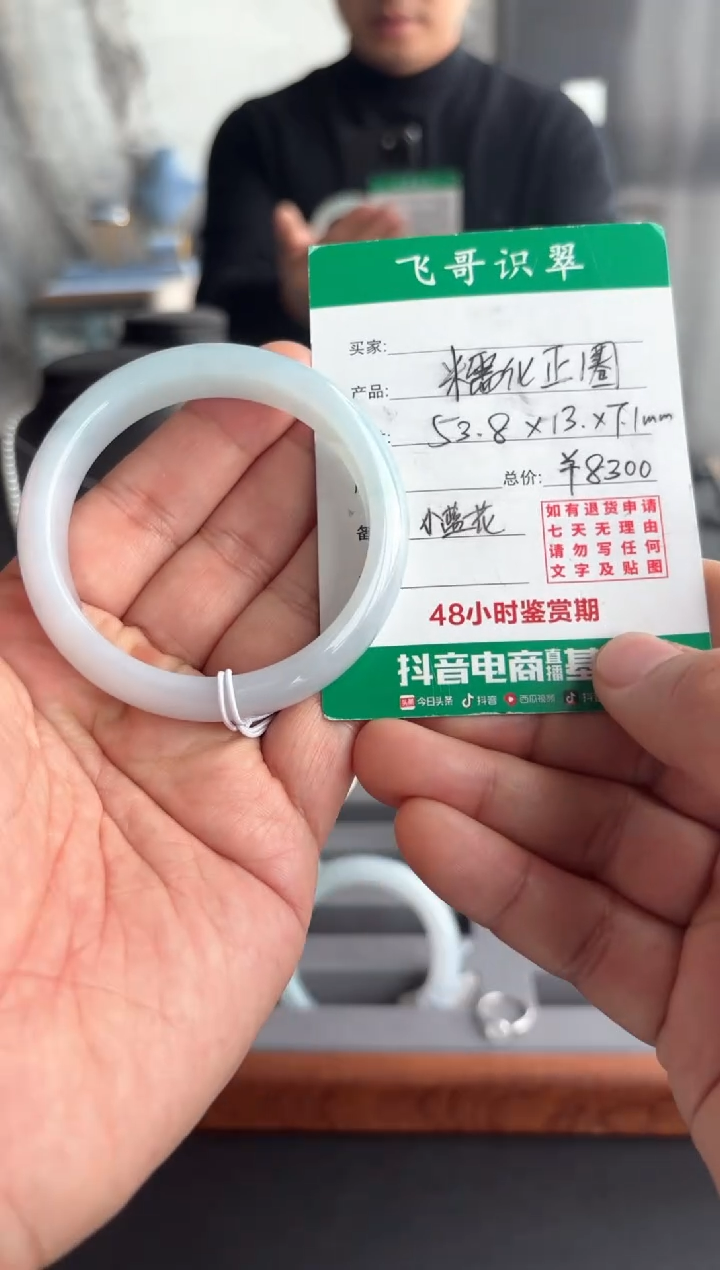 飞哥识翠
买家:
产品: 糯化正圈
53.8×13.×7.1mm
总价: ¥8300
小蓝花
如有退货申请
七天无理由
请勿写任何
文字及贴图
48小时鉴赏期
抖音电商直播基
头条 今日头条 抖音 西瓜视频 抖